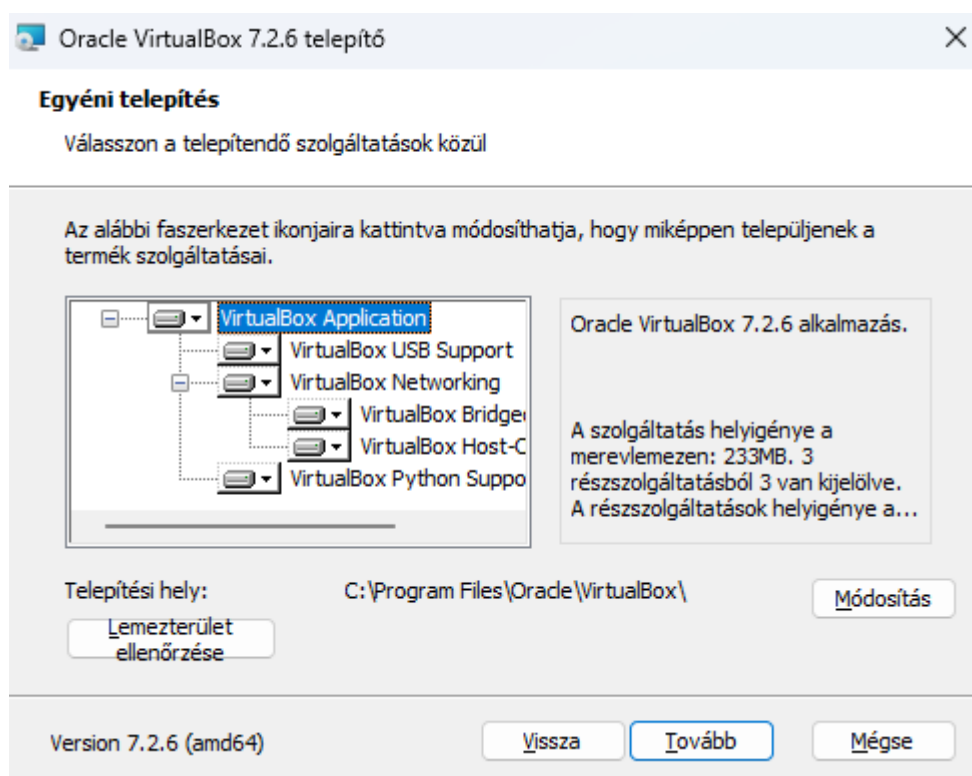 Oracle VirtualBox 7.2.6 telepítő
Egyéni telepítés
Válasszon a telepítendő szolgáltatások közül
Az alábbi faszerkezet ikonjaira kattintva módosíthatja, hogy miképpen települjenek a
termék szolgáltatásai.
VirtualBox Application
VirtualBox USB Support
VirtualBox Networking
VirtualBox Bridge
VirtualBox Host-C
VirtualBox Python Suppo
Oracle VirtualBox 7.2.6 alkalmazás.
A szolgáltatás helyigénye a
merevlemezen: 233MB. 3
részszolgáltatásból 3 van kijelölve.
A részszolgáltatások helyigénye a...
Telepítési hely:
C:\Program Files\Oracle\VirtualBox\
Módosítás
Lemezterület
ellenőrzése
Version 7.2.6 (amd64)
Vissza
Tovább
Mégse